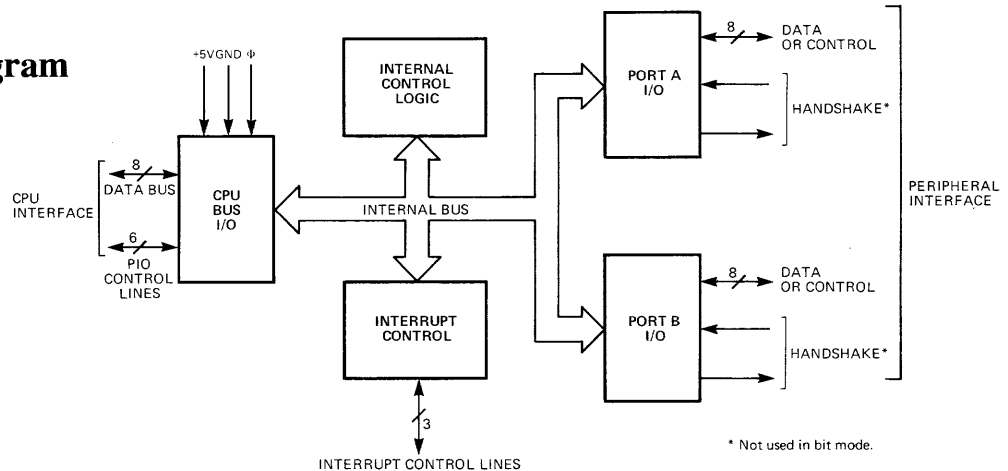 gram
+5V GND Φ
INTERNAL
CONTROL
LOGIC
PORT A
I/O
8
DATA
OR CONTROL
HANDSHAKE*
CPU
INTERFACE
8
DATA BUS
6
PIO
CONTROL
LINES
CPU
BUS
I/O
INTERNAL BUS
PERIPHERAL
INTERFACE
INTERRUPT
CONTROL
3
INTERRUPT CONTROL LINES
PORT B
I/O
8
DATA
OR CONTROL
HANDSHAKE*
* Not used in bit mode.